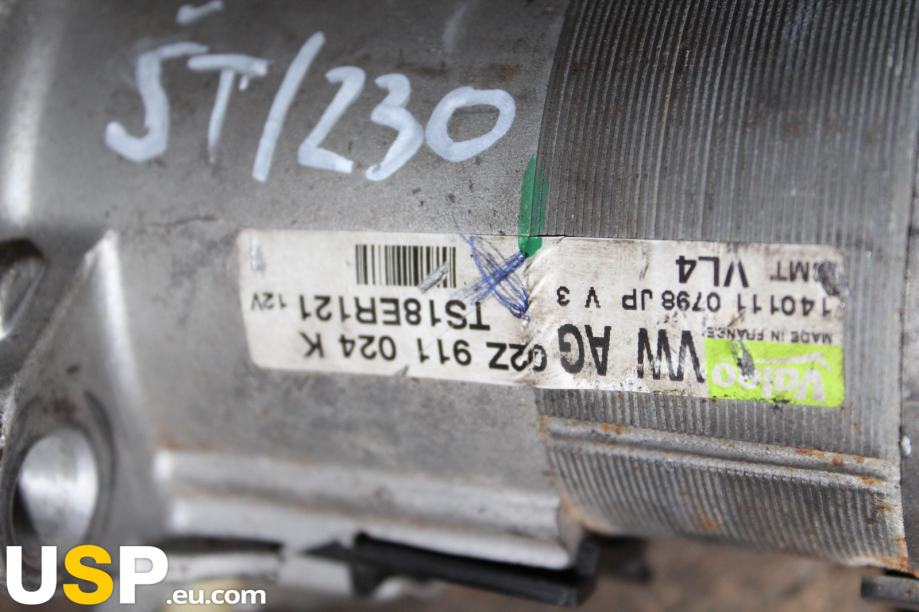 ST/230
Valeo
MADE IN FRANCE
VW AG 02Z 911 024 K
140111 0798 JP V 3
TS18ER121 12V
VL4
USP.eu.com